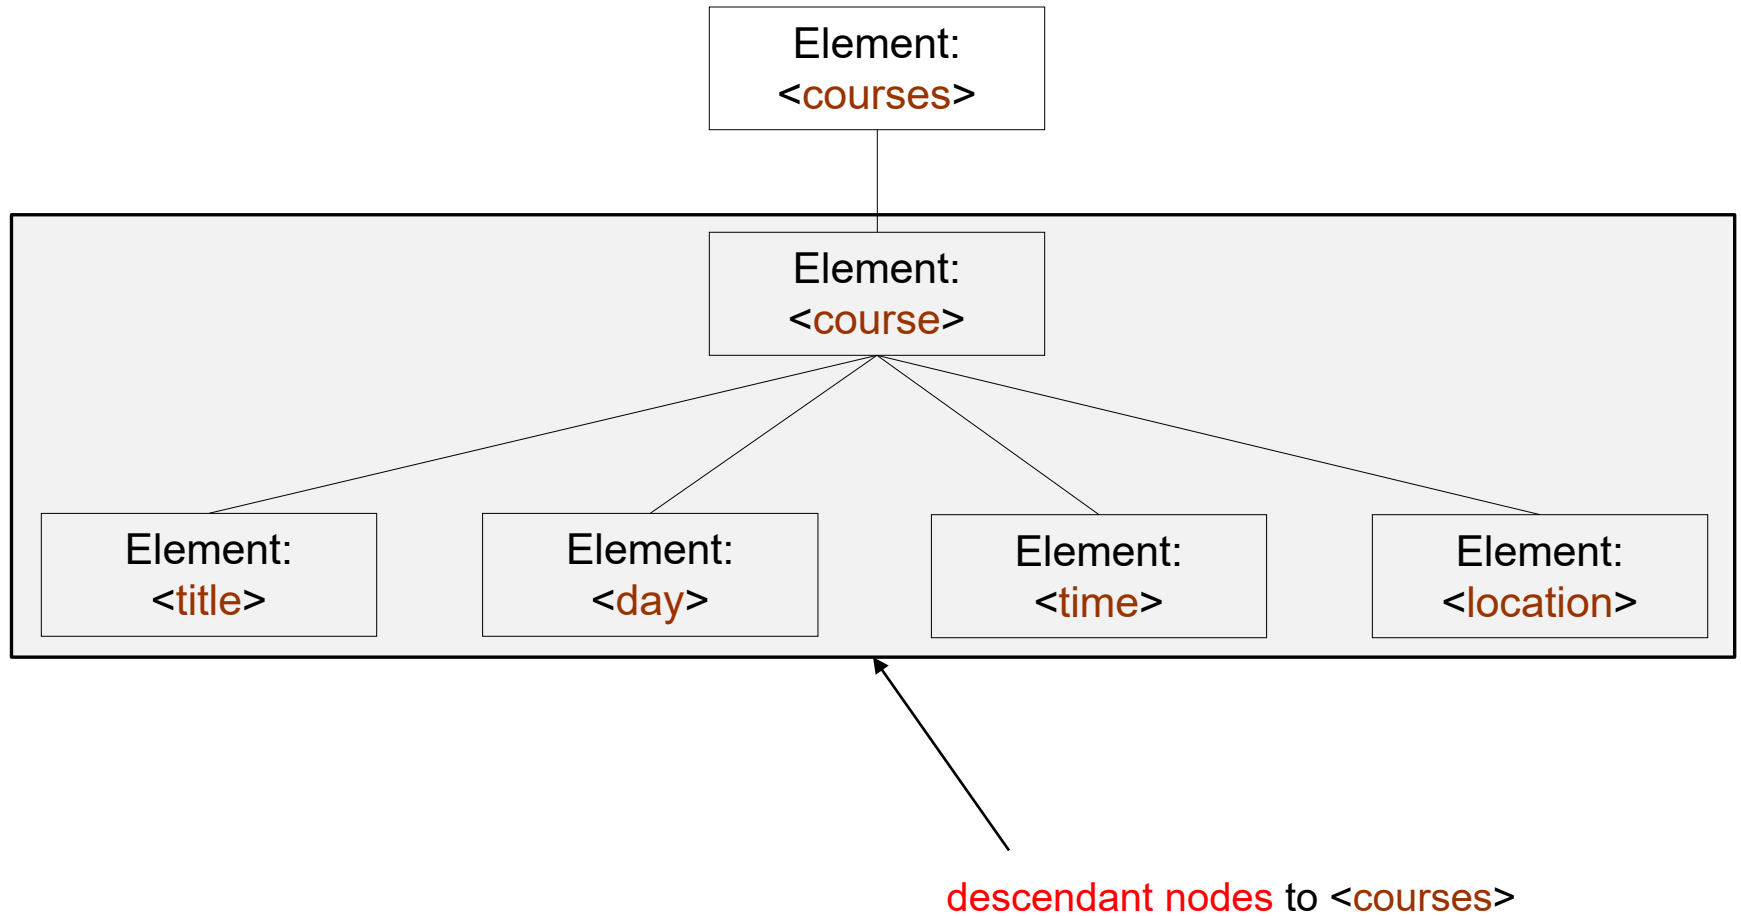 Element:
<courses>
Element:
<course>
Element:
<title>
Element:
<day>
Element:
<time>
Element:
<location>
descendant nodes to <courses>